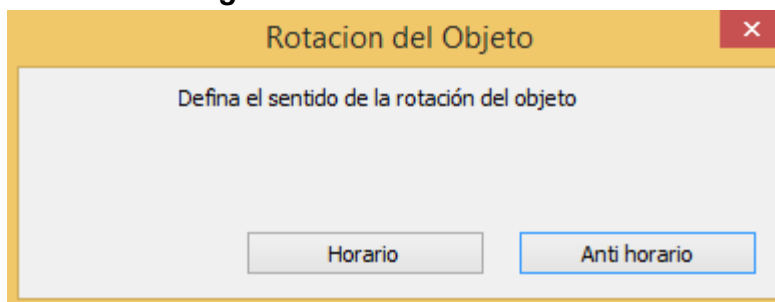 Rotacion del Objeto
Defina el sentido de la rotación del objeto
Horario
Anti horario